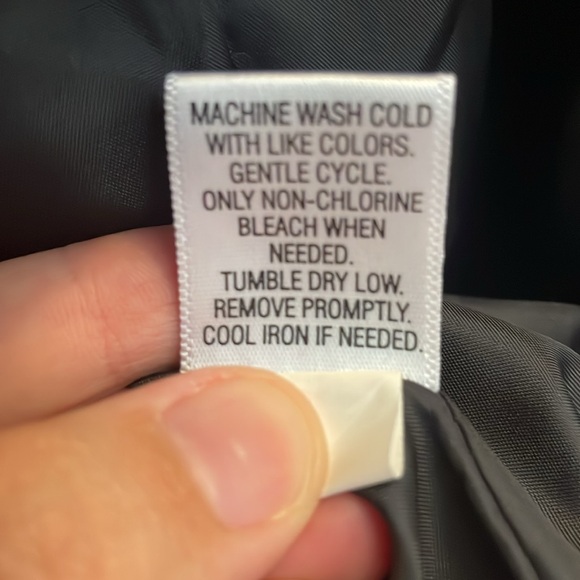 MACHINE WASH COLD
WITH LIKE COLORS.
GENTLE CYCLE.
ONLY NON-CHLORINE
BLEACH WHEN
NEEDED.
TUMBLE DRY LOW.
REMOVE PROMPTLY.
COOL IRON IF NEEDED.